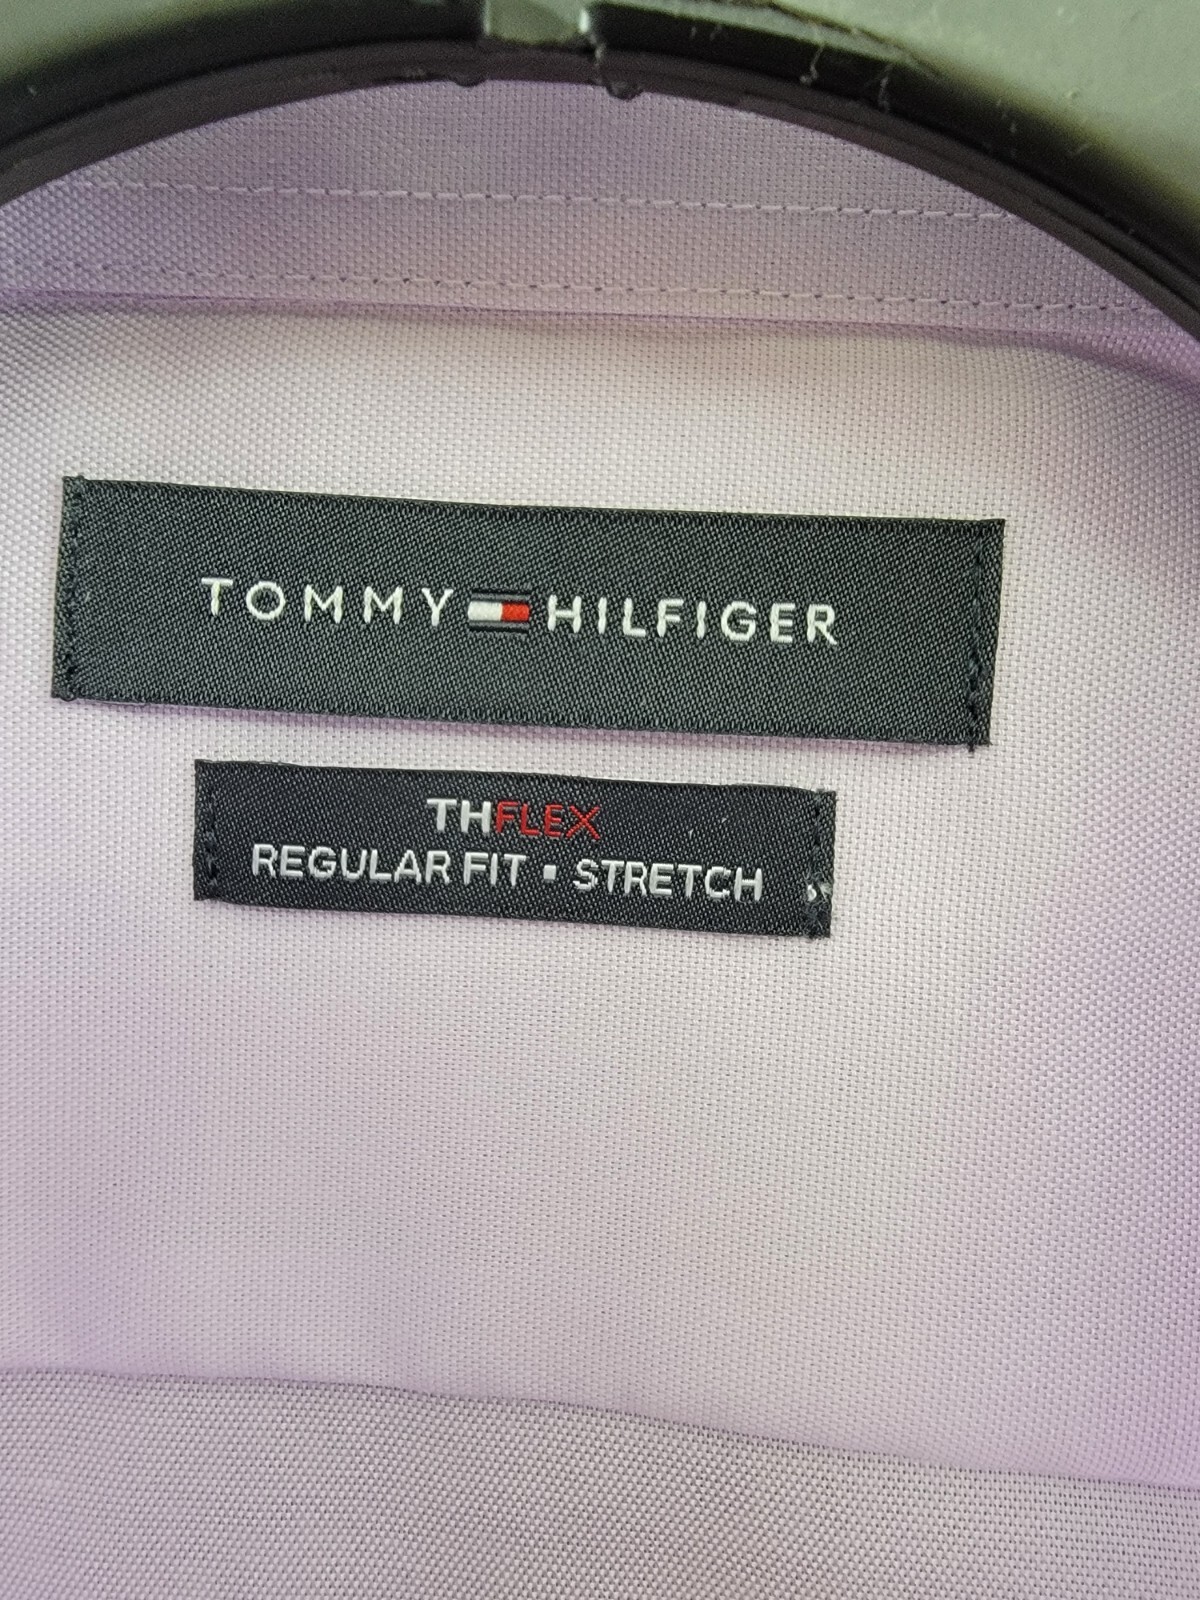 TOMMY HILFIGER
THFLEX
REGULAR FIT ▪ STRETCH